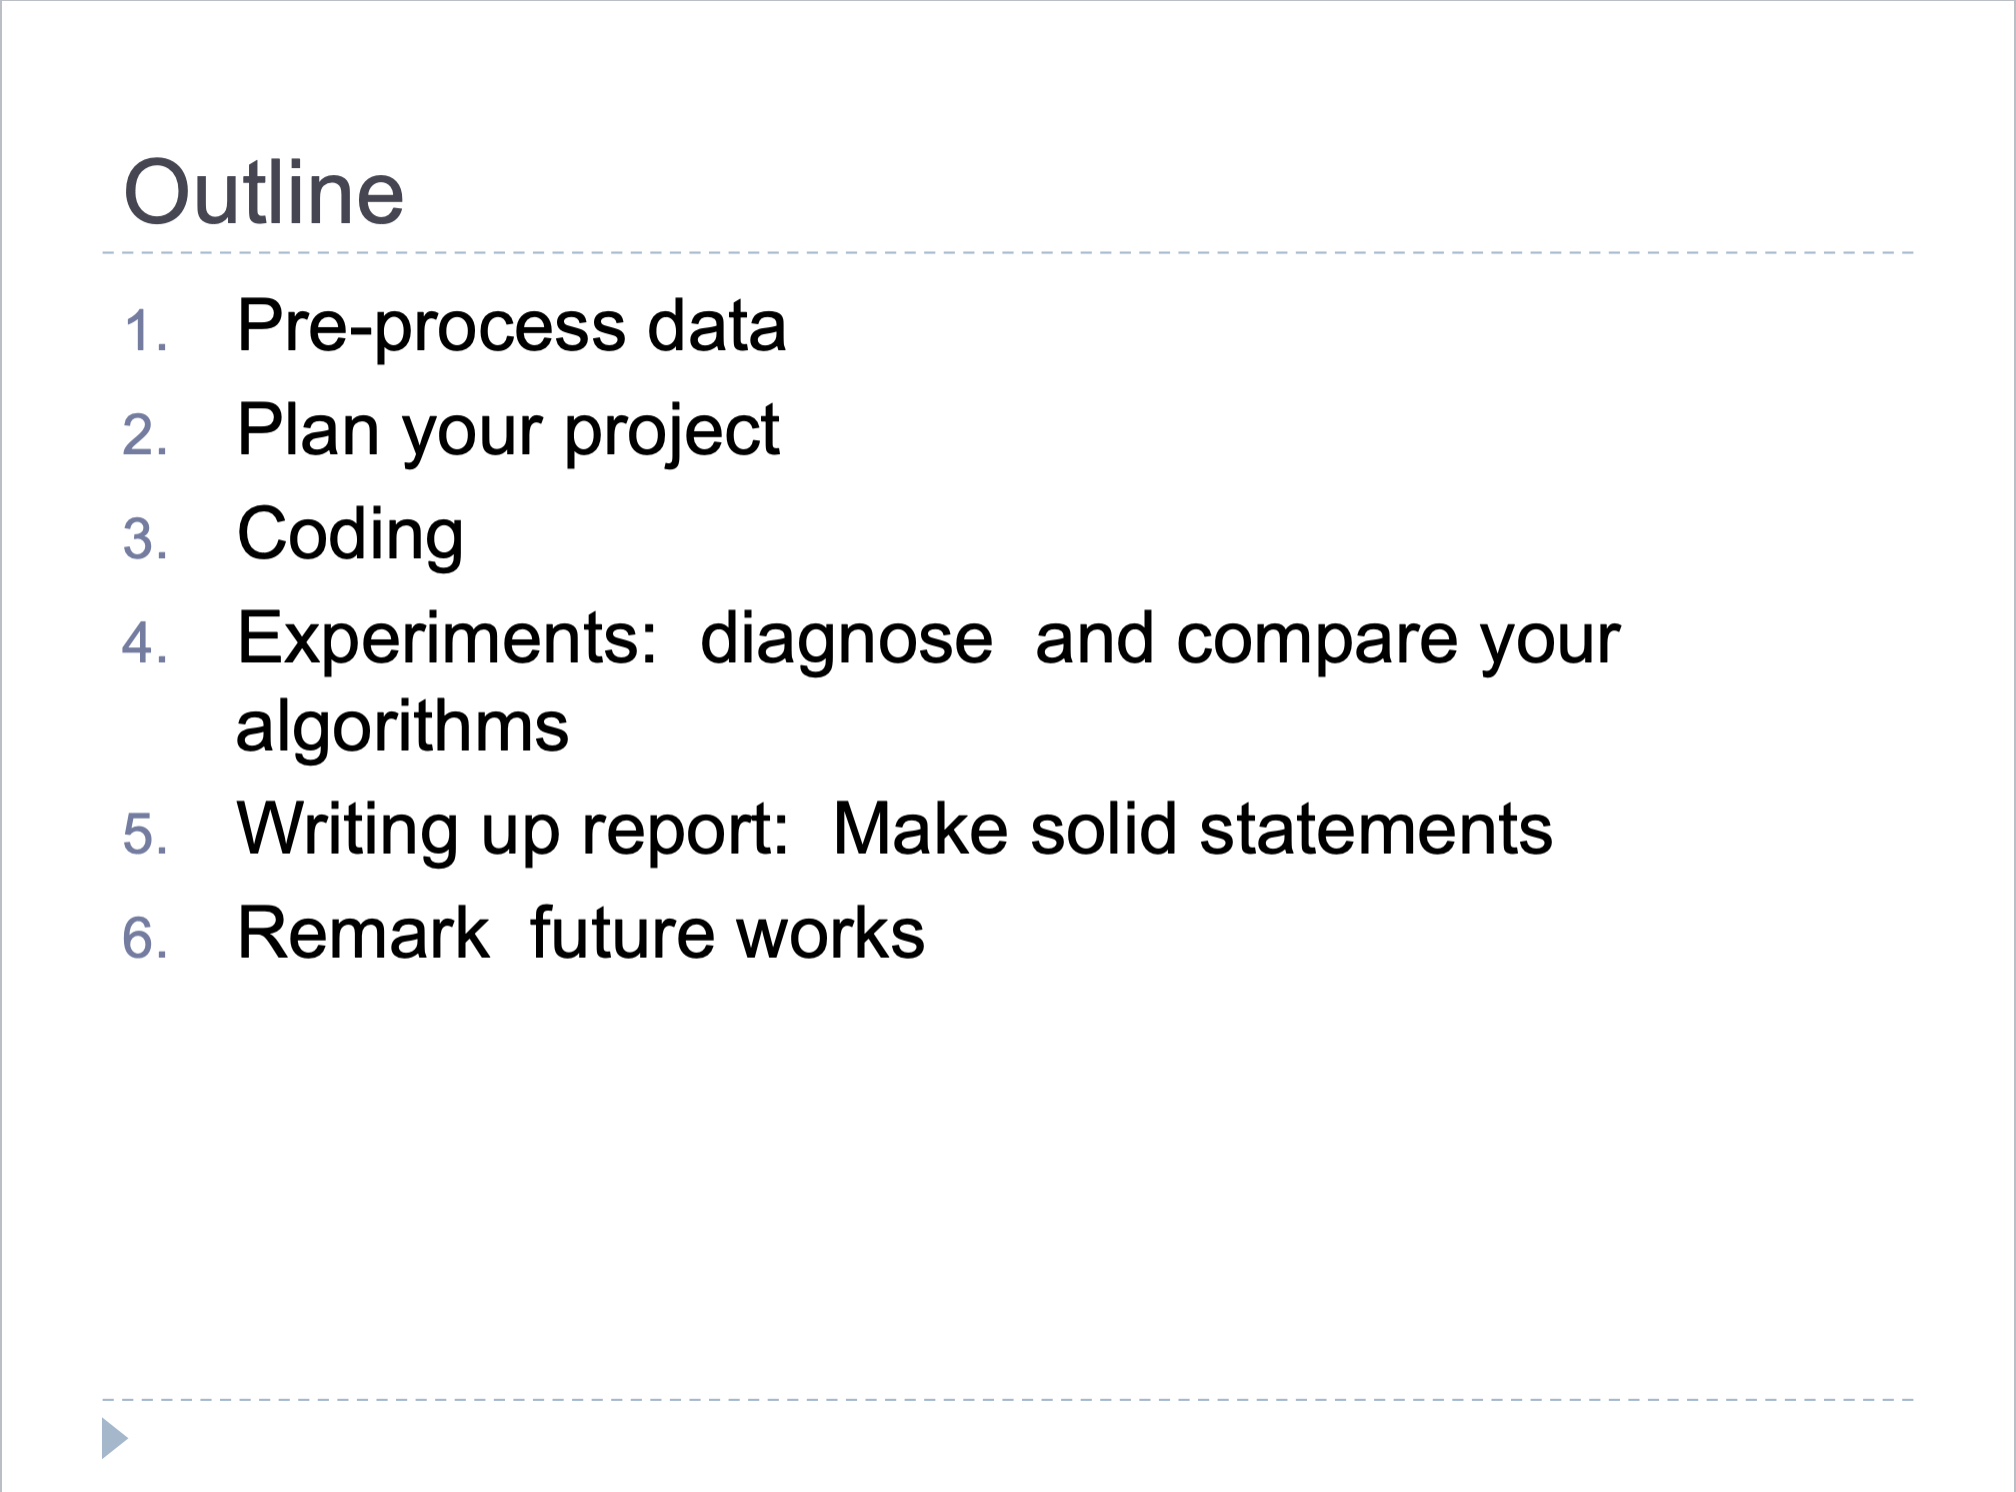 Outline
1. Pre-process data
2. Plan your project
3. Coding
4. Experiments:  diagnose  and compare your
algorithms
5. Writing up report:  Make solid statements
6. Remark  future works